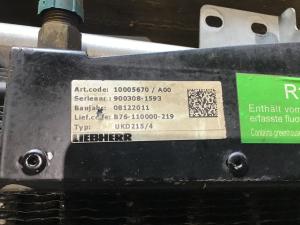 Art.code: 10005670 / A00
Serienr.: 900308-1593
Baujahr: 08122011
Lief.code: B76-110000-219
Typ: UKD215/4
LIEBHERR
R1
Enthält vom
erfasste fluo
Contains greenhouse